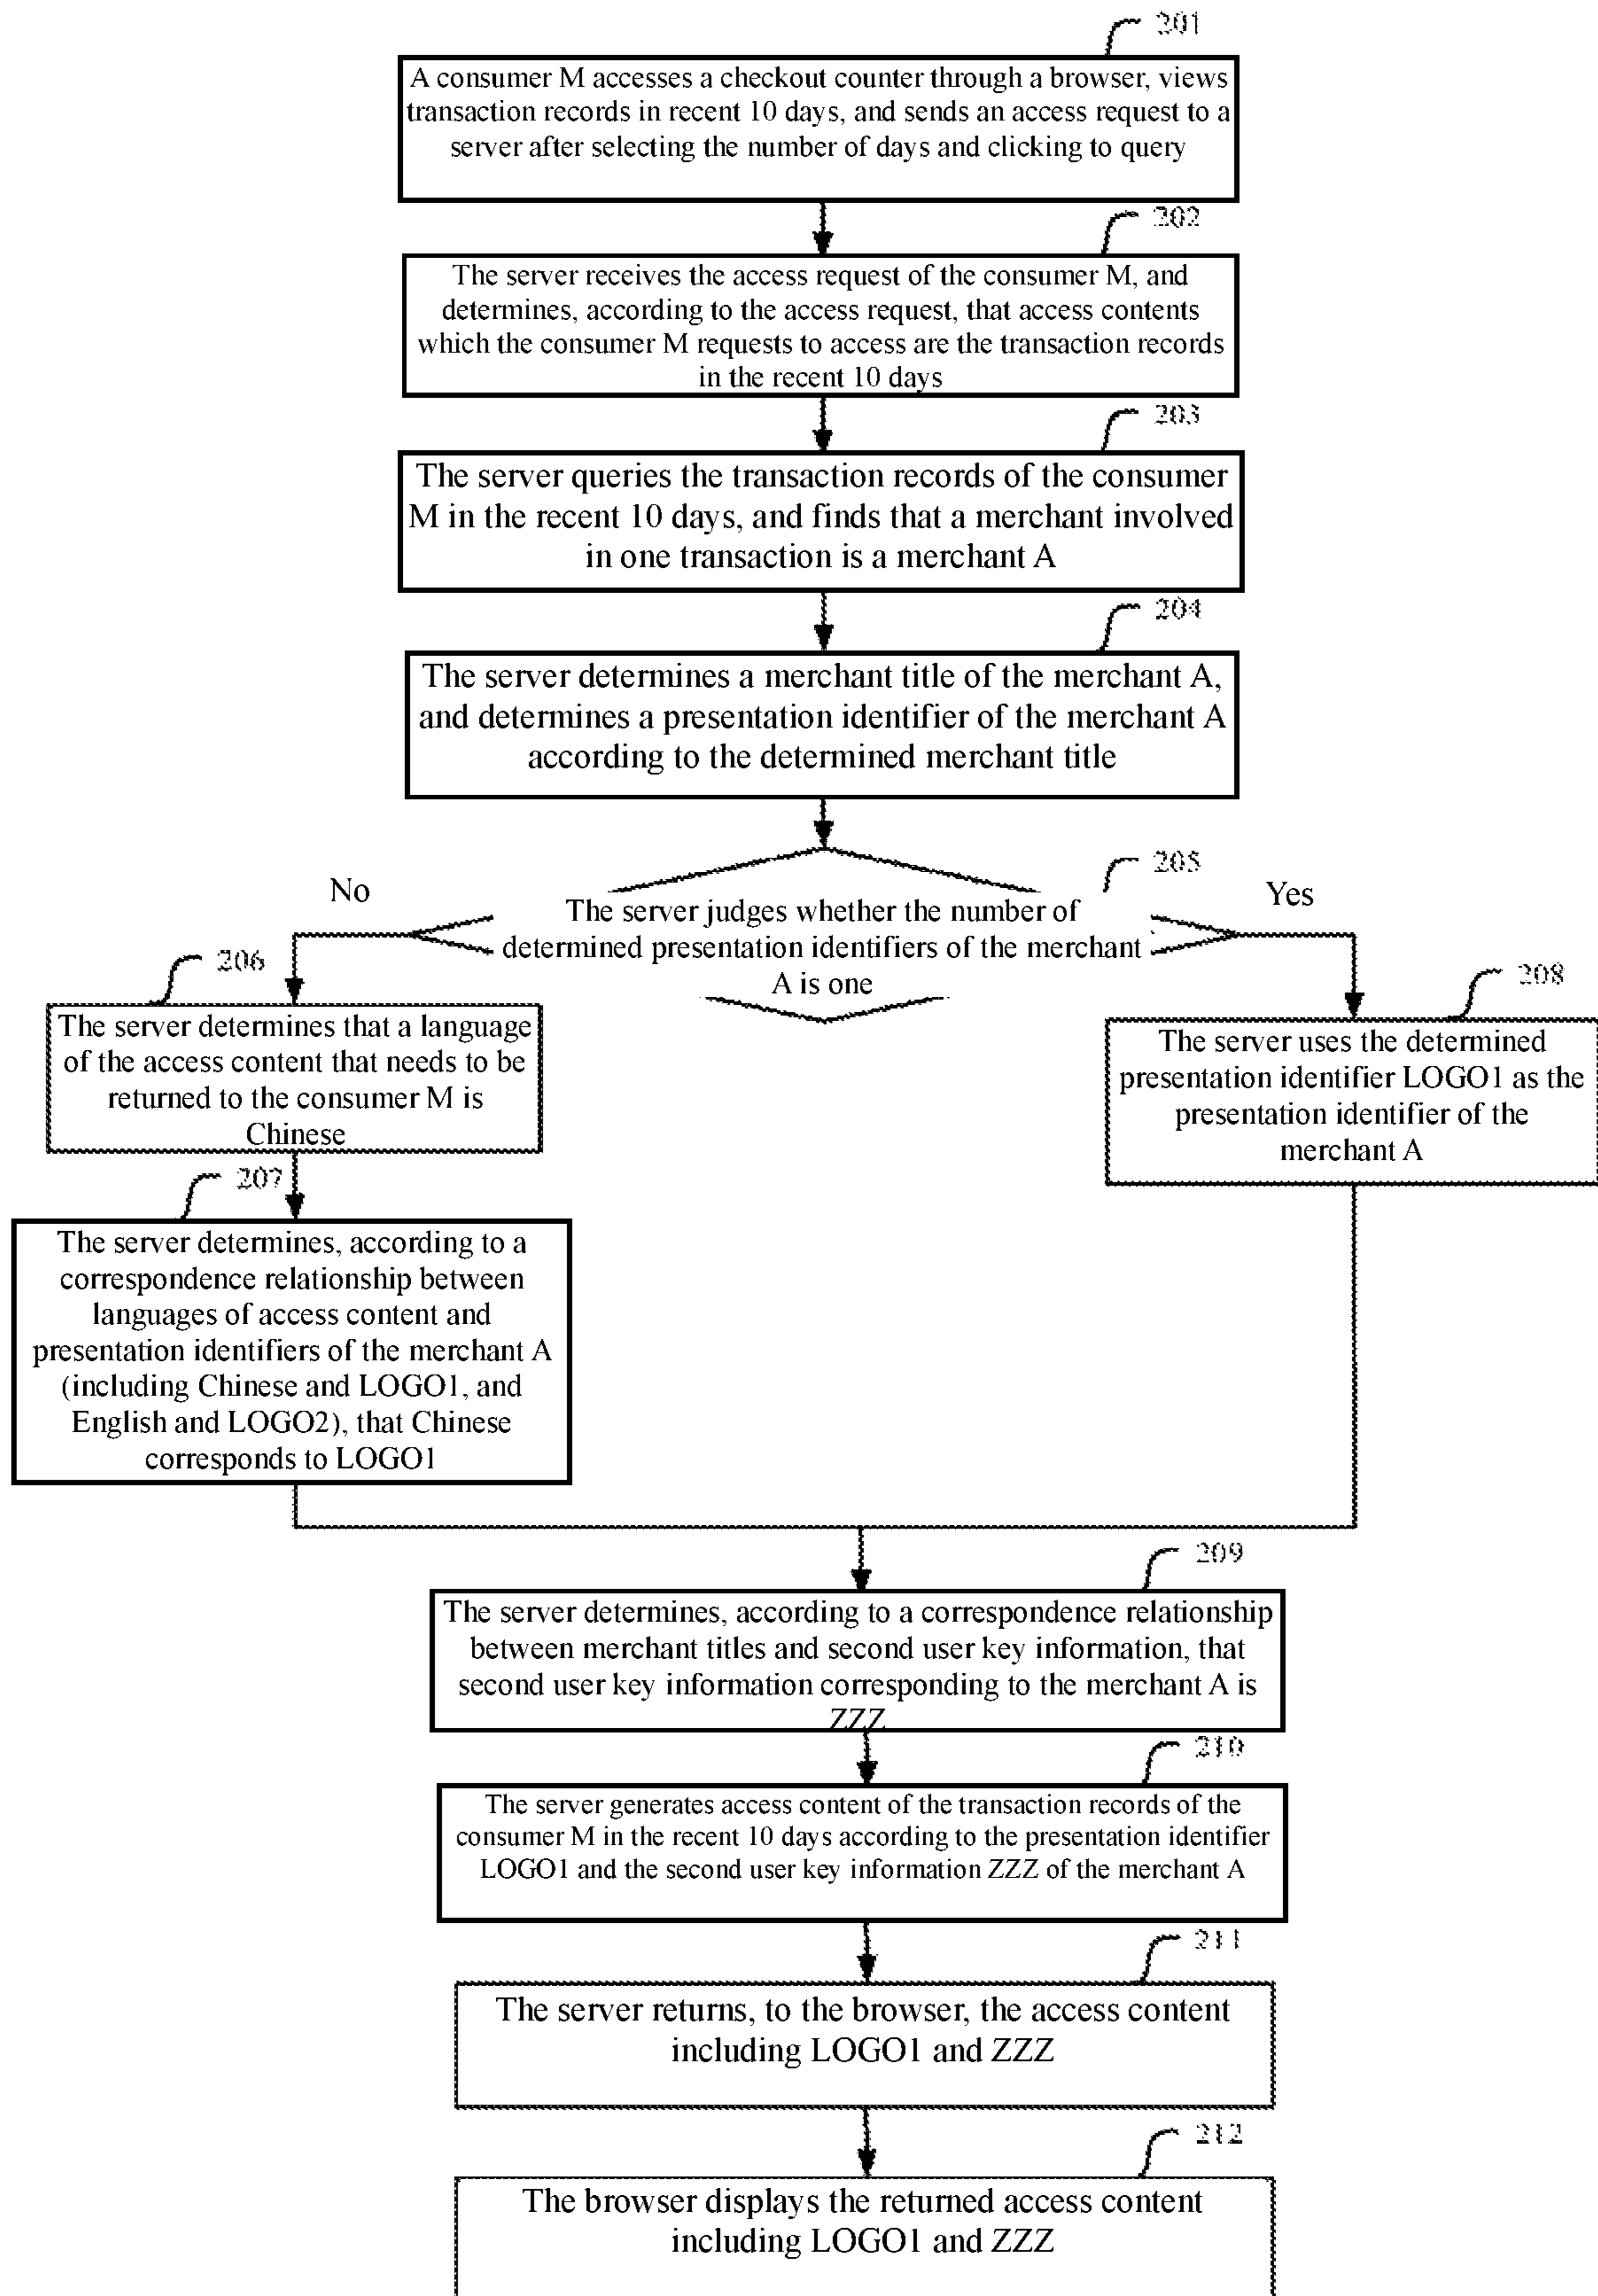 201
A consumer M accesses a checkout counter through a browser, views
transaction records in recent 10 days, and sends an access request to a
server after selecting the number of days and clicking to query
202
The server receives the access request of the consumer M, and
determines, according to the access request, that access contents
which the consumer M requests to access are the transaction records
in the recent 10 days
203
The server queries the transaction records of the consumer
M in the recent 10 days, and finds that a merchant involved
in one transaction is a merchant A
204
The server determines a merchant title of the merchant A,
and determines a presentation identifier of the merchant A
according to the determined merchant title
205
No
Yes
The server judges whether the number of
determined presentation identifiers of the merchant
A is one
206
The server determines that a language
of the access content that needs to be
returned to the consumer M is
Chinese
208
The server uses the determined
presentation identifier LOGO1 as the
presentation identifier of the
merchant A
207
The server determines, according to a
correspondence relationship between
languages of access content and
presentation identifiers of the merchant A
(including Chinese and LOGO1, and
English and LOGO2), that Chinese
corresponds to LOGO1
209
The server determines, according to a correspondence relationship
between merchant titles and second user key information, that
second user key information corresponding to the merchant A is
ZZZ
210
The server generates access content of the transaction records of the
consumer M in the recent 10 days according to the presentation identifier
LOGO1 and the second user key information ZZZ of the merchant A
211
The server returns, to the browser, the access content
including LOGO1 and ZZZ
212
The browser displays the returned access content
including LOGO1 and ZZZ